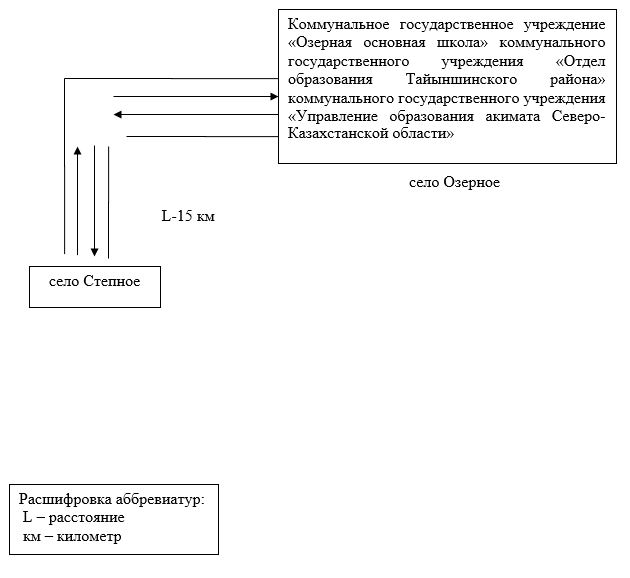 Коммунальное государственное учреждение
«Озерная основная школа» коммунального
государственного учреждения «Отдел
образования Тайыншинского района»
коммунального государственного учреждения
«Управление образования акимата Северо-
Казахстанской области»
село Озерное
L-15 км
село Степное
Расшифровка аббревиатур:
L – расстояние
км – километр